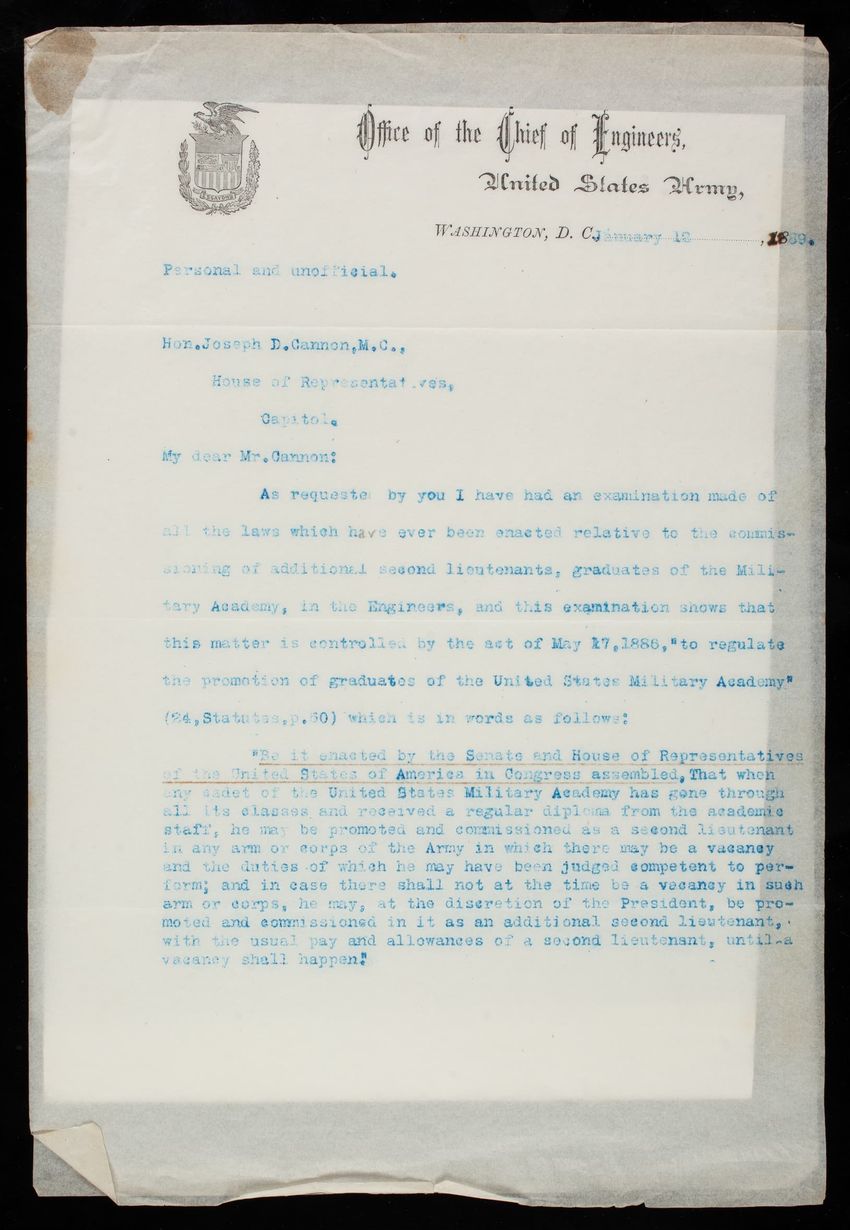 Office of the Chief of Engineers,
United States Army,
ESSAYONS
WASHINGTON, D. C., January 12, 1889.
Personal and unofficial.
Hon.Joseph D.Cannon,M.C.,
House of Representatives,
Capitol.
My dear Mr.Cannon:
As requested by you I have had an examination made of
all the laws which have ever been enacted relative to the commis-
sioning of additional second lieutenants, graduates of the Mili-
tary Academy, in the Engineers, and this examination shows that
this matter is controlled by the act of May 17,1886,"to regulate
the promotion of graduates of the United States Military Academy"
(24,Statutes,p.50) which is in words as follows:
"Be it enacted by the Senate and House of Representatives
of the United States of America in Congress assembled, That when
any cadet of the United States Military Academy has gone through
all its classes and received a regular diploma from the academic
staff, he may be promoted and commissioned as a second lieutenant
in any arm or corps of the Army in which there may be a vacancy
and the duties of which he may have been judged competent to per-
form; and in case there shall not at the time be a vacancy in such
arm or corps, he may, at the discretion of the President, be pro-
moted and commissioned in it as an additional second lieutenant,
with the usual pay and allowances of a second lieutenant, until a
vacancy shall happen."